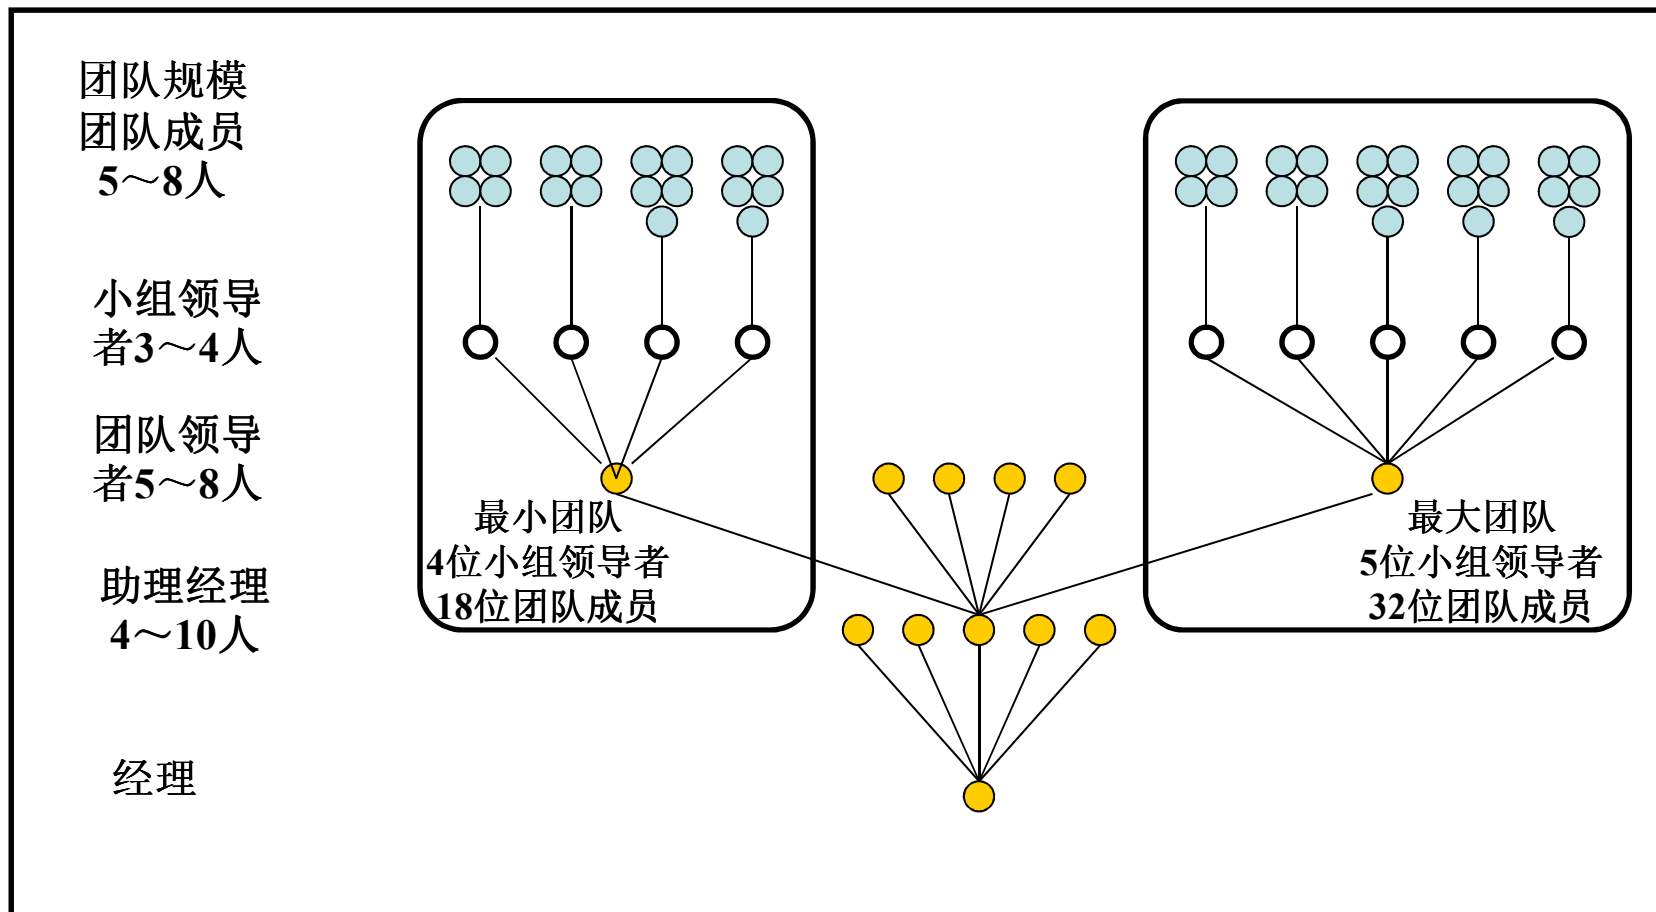 团队规模
团队成员
5～8人
小组领导
者3～4人
团队领导
者5～8人
助理经理
4～10人
经理
最小团队
4位小组领导者
18位团队成员
最大团队
5位小组领导者
32位团队成员